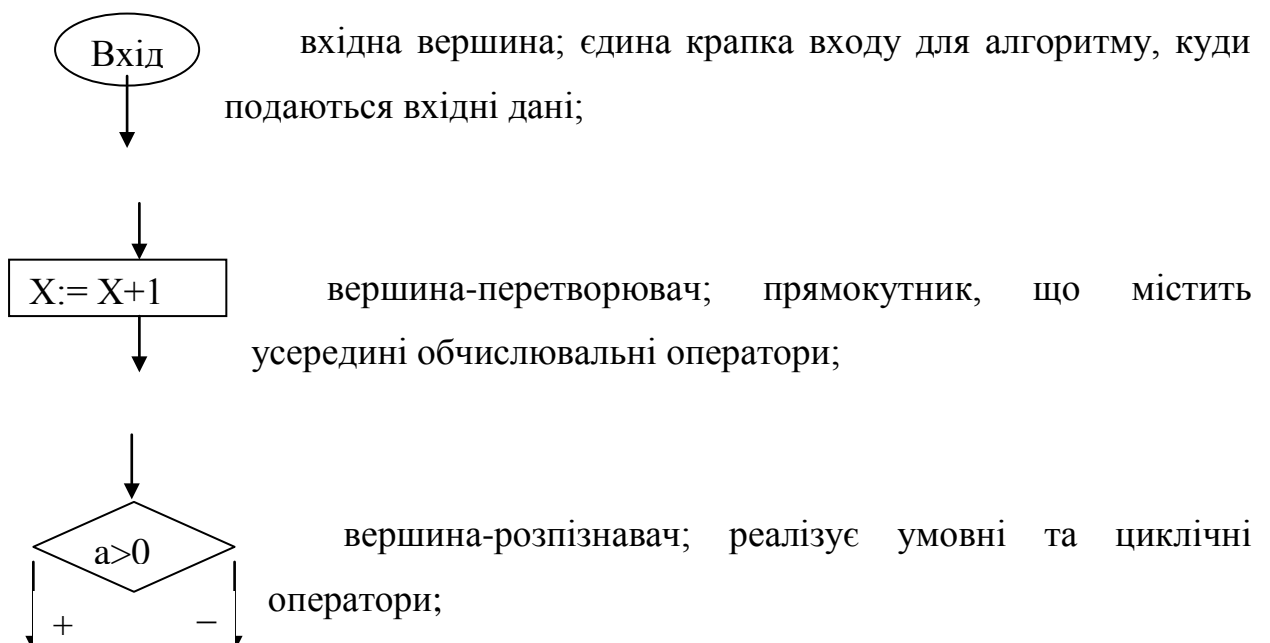 Вхід
вхідна вершина; єдина крапка входу для алгоритму, куди
подаються вхідні дані;
X:= X+1
вершина-перетворювач; прямокутник, що містить
усередині обчислювальні оператори;
a>0
вершина-розпізнавач; реалізує умовні та циклічні
оператори;
+ −